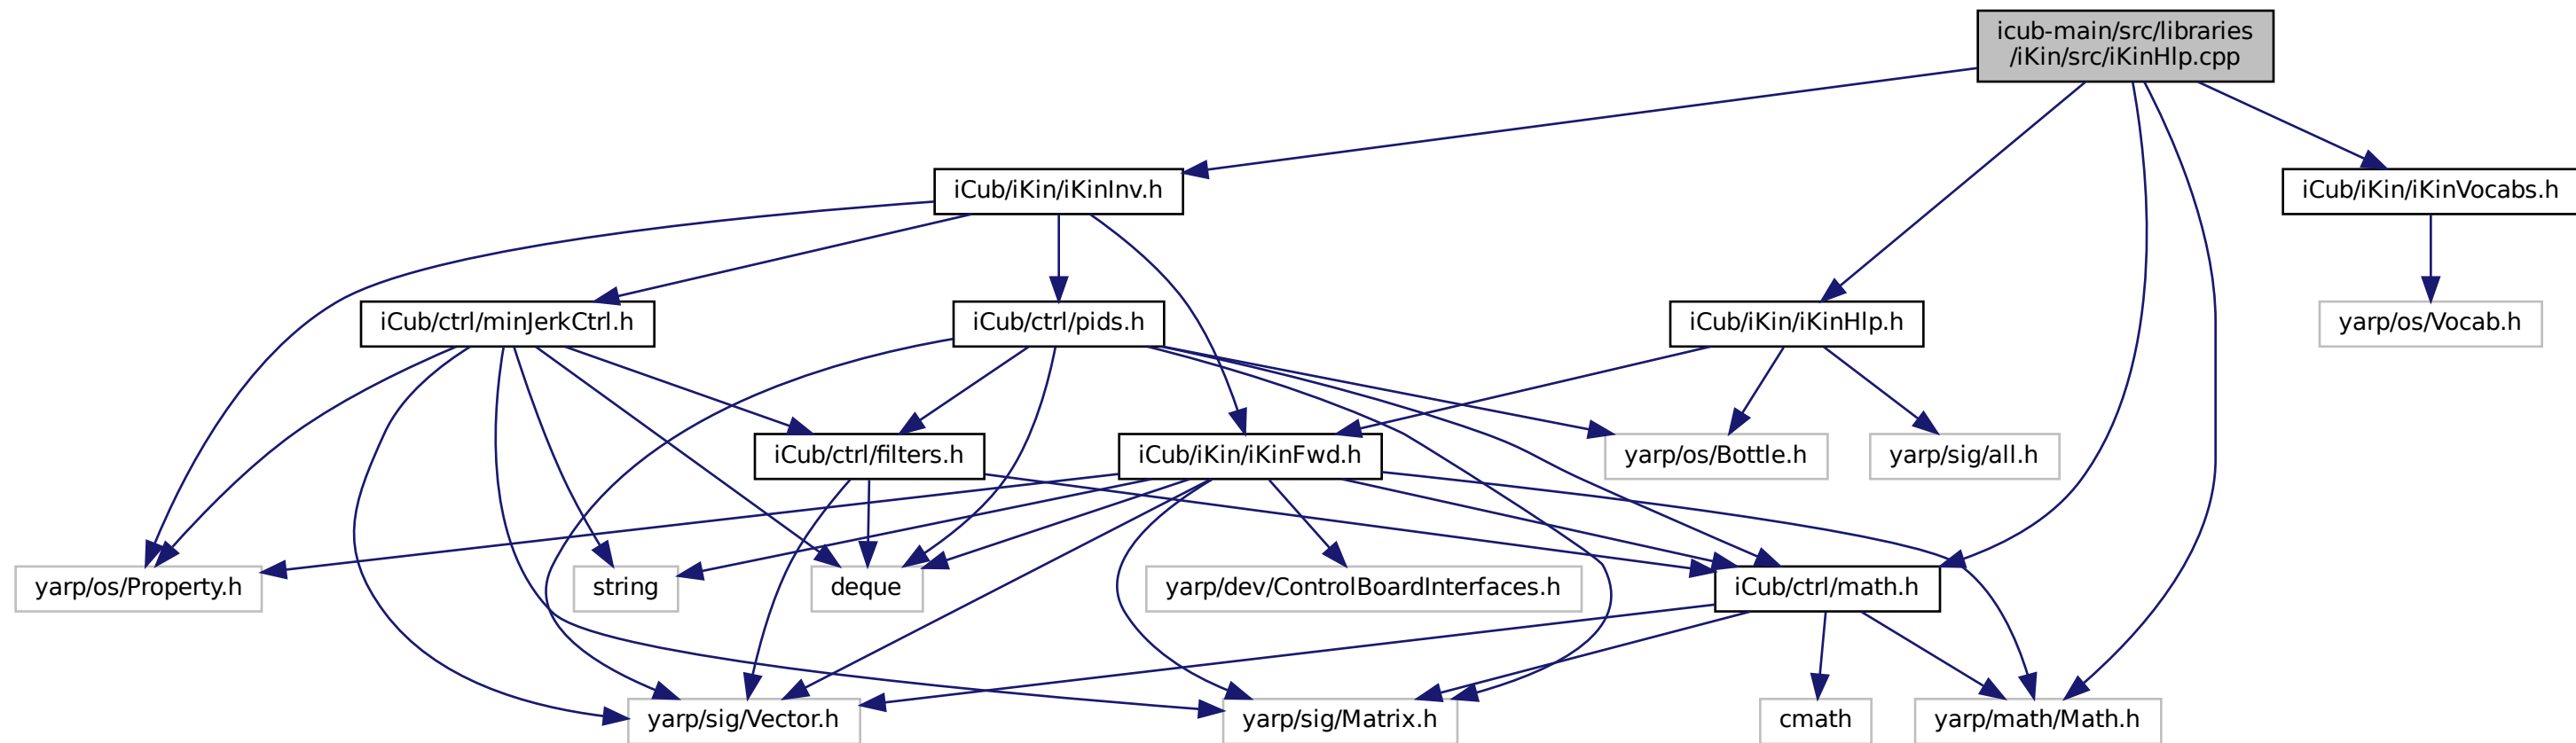 icub-main/src/libraries
/iKin/src/iKinHlp.cpp
iCub/iKin/iKinInv.h
iCub/iKin/iKinVocabs.h
iCub/ctrl/minJerkCtrl.h
iCub/ctrl/pids.h
iCub/iKin/iKinHlp.h
yarp/os/Vocab.h
iCub/ctrl/filters.h
iCub/iKin/iKinFwd.h
yarp/os/Bottle.h
yarp/sig/all.h
yarp/os/Property.h
string
deque
yarp/dev/ControlBoardInterfaces.h
iCub/ctrl/math.h
yarp/sig/Vector.h
yarp/sig/Matrix.h
cmath
yarp/math/Math.h